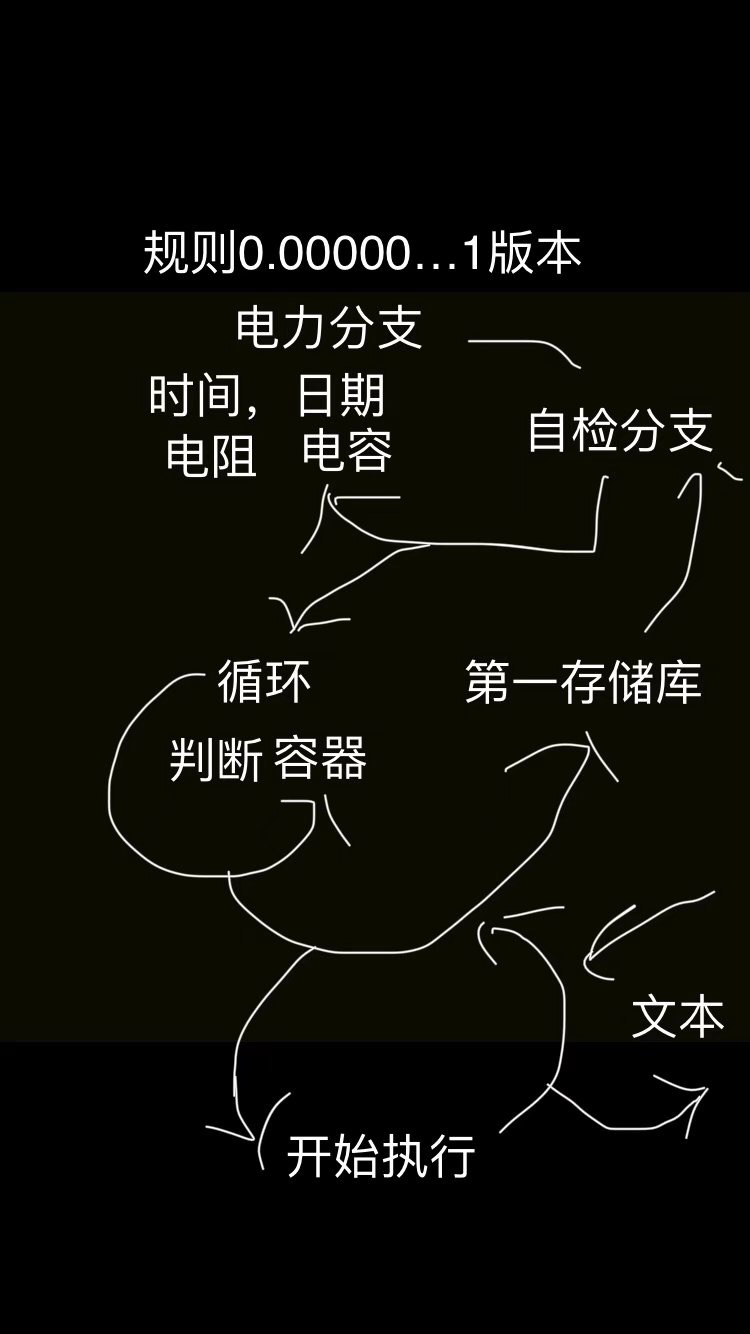 规则0.00000...1版本
电力分支
时间，日期
电阻 电容
自检分支
循环
第一存储库
判断 容器
文本
开始执行